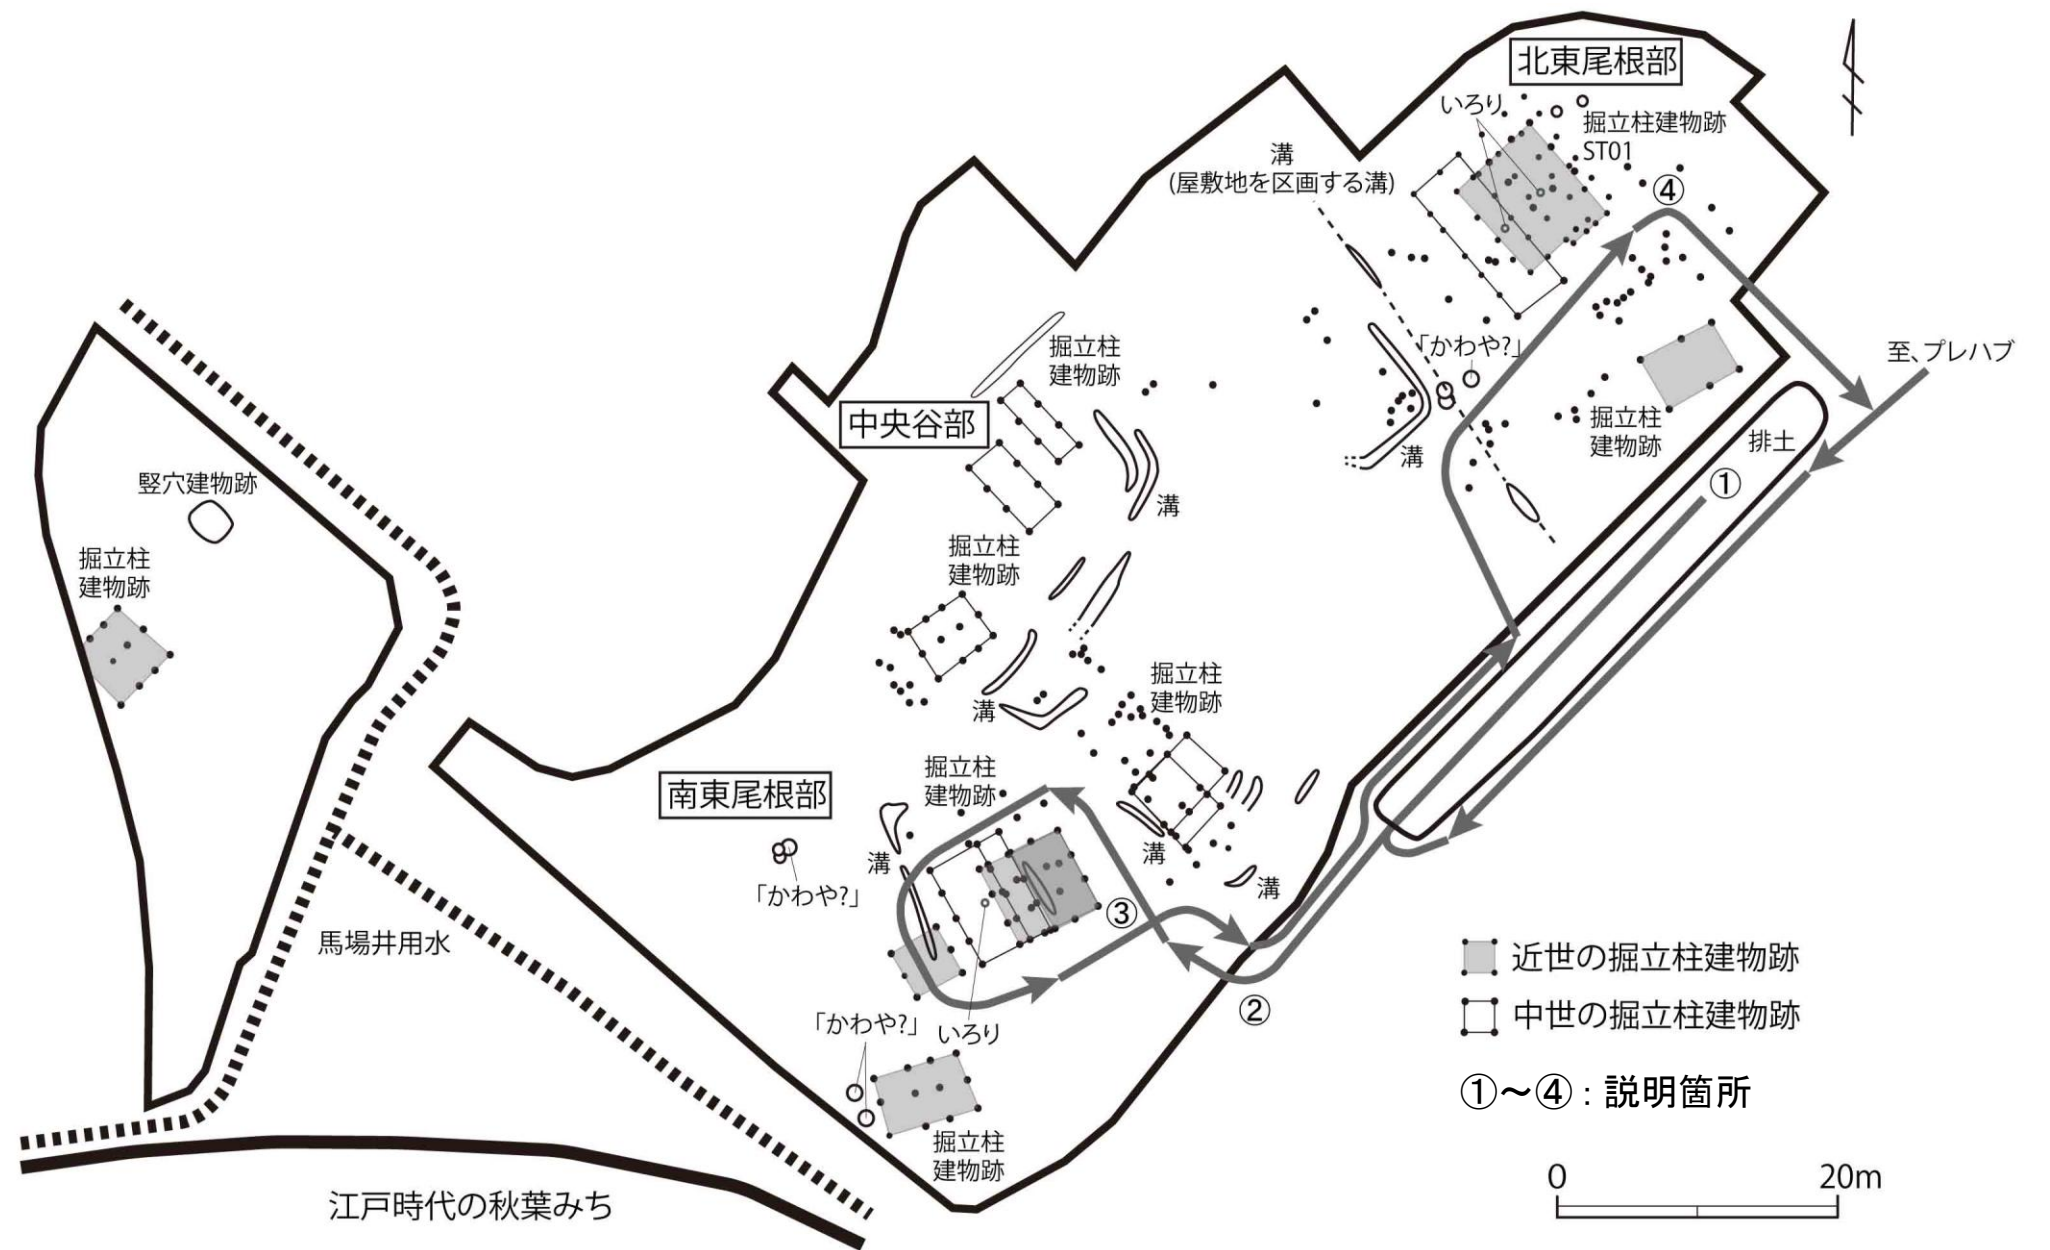 北東尾根部
いろり
掘立柱建物跡
ST01
溝
(屋敷地を区画する溝)
④
「かわや?」
至、プレハブ
掘立柱
建物跡
中央谷部
溝
掘立柱
建物跡
排土
①
竪穴建物跡
溝
掘立柱
建物跡
掘立柱
建物跡
掘立柱
建物跡
溝
南東尾根部
掘立柱
建物跡
溝
溝
「かわや?」
溝
③
馬場井用水
②
「かわや?」
いろり
掘立柱
建物跡
江戸時代の秋葉みち
近世の掘立柱建物跡
中世の掘立柱建物跡
①〜④:説明箇所
0 20m